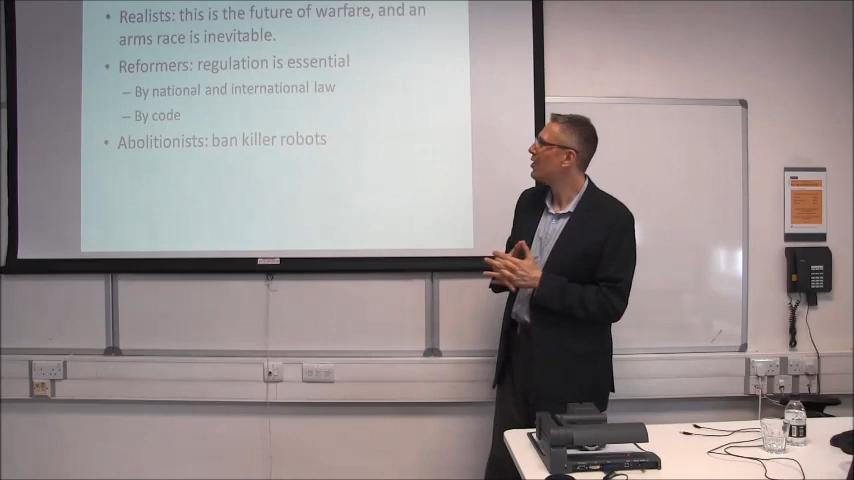 • Realists: this is the future of warfare, and an
arms race is inevitable.
• Reformers: regulation is essential
– By national and international law
– By code
• Abolitionists: ban killer robots